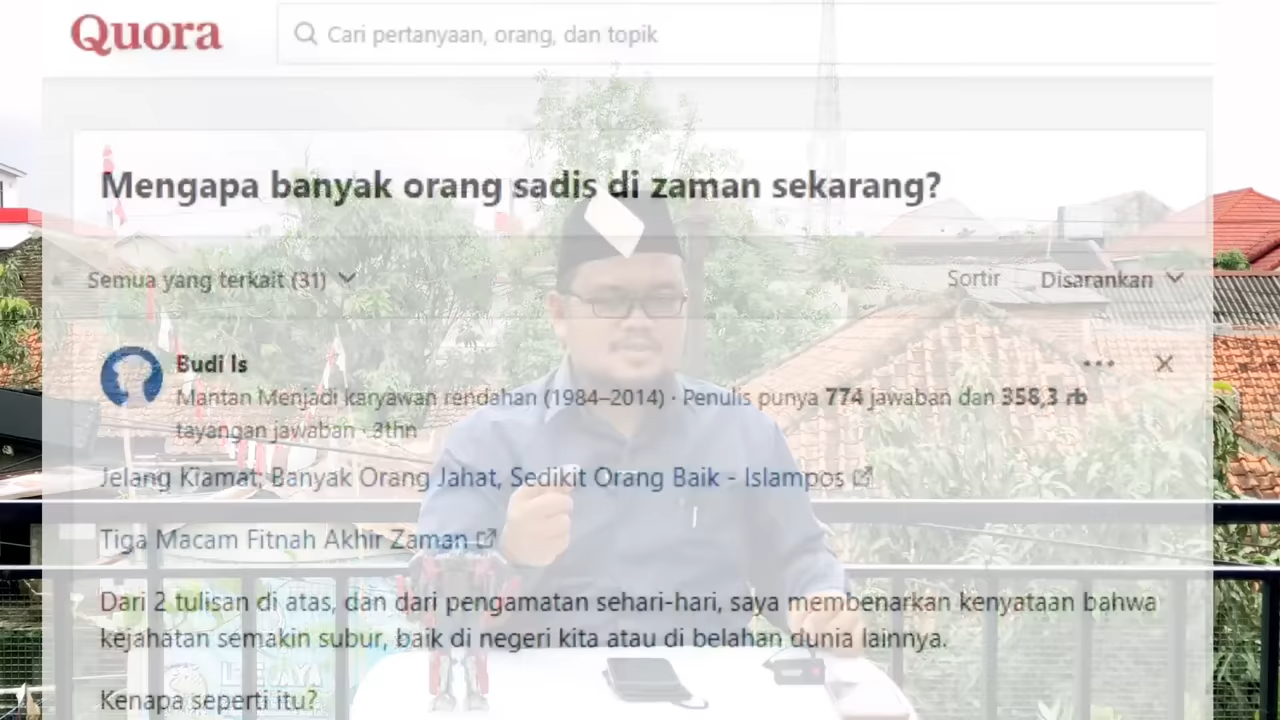 Quora
Cari pertanyaan, orang, dan topik
Mengapa banyak orang sadis di zaman sekarang?
Semua yang terkait (31)
Sortir
Disarankan
Budi Is
Mantan Menjadi karyawan rendahan (1984–2014) · Penulis punya 774 jawaban dan 358,3 rb
tayangan jawaban · 3thn
Jelang Kiamat; Banyak Orang Jahat, Sedikit Orang Baik - Islampos
Tiga Macam Fitnah Akhir Zaman
Dari 2 tulisan di atas, dan dari pengamatan sehari-hari, saya membenarkan kenyataan bahwa
kejahatan semakin subur, baik di negeri kita atau di belahan dunia lainnya.
Kenapa seperti itu?